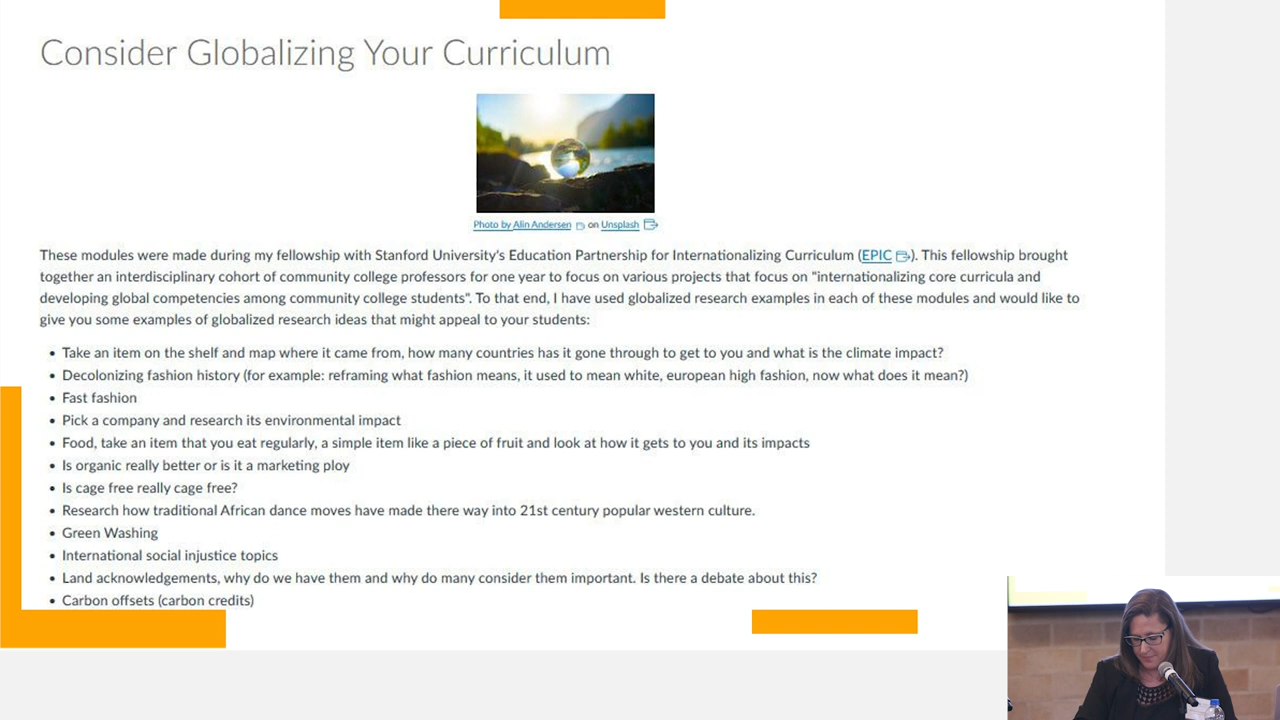 Consider Globalizing Your Curriculum
Photo by Alin Andersen on Unsplash
These modules were made during my fellowship with Stanford University's Education Partnership for Internationalizing Curriculum (EPIC). This fellowship brought
together an interdisciplinary cohort of community college professors for one year to focus on various projects that focus on "internationalizing core curricula and
developing global competencies among community college students". To that end, I have used globalized research examples in each of these modules and would like to
give you some examples of globalized research ideas that might appeal to your students:
• Take an item on the shelf and map where it came from, how many countries has it gone through to get to you and what is the climate impact?
• Decolonizing fashion history (for example: reframing what fashion means, it used to mean white, european high fashion, now what does it mean?)
• Fast fashion
• Pick a company and research its environmental impact
• Food, take an item that you eat regularly, a simple item like a piece of fruit and look at how it gets to you and its impacts
• Is organic really better or is it a marketing ploy
• Is cage free really cage free?
• Research how traditional African dance moves have made there way into 21st century popular western culture.
• Green Washing
• International social injustice topics
• Land acknowledgements, why do we have them and why do many consider them important. Is there a debate about this?
• Carbon offsets (carbon credits)